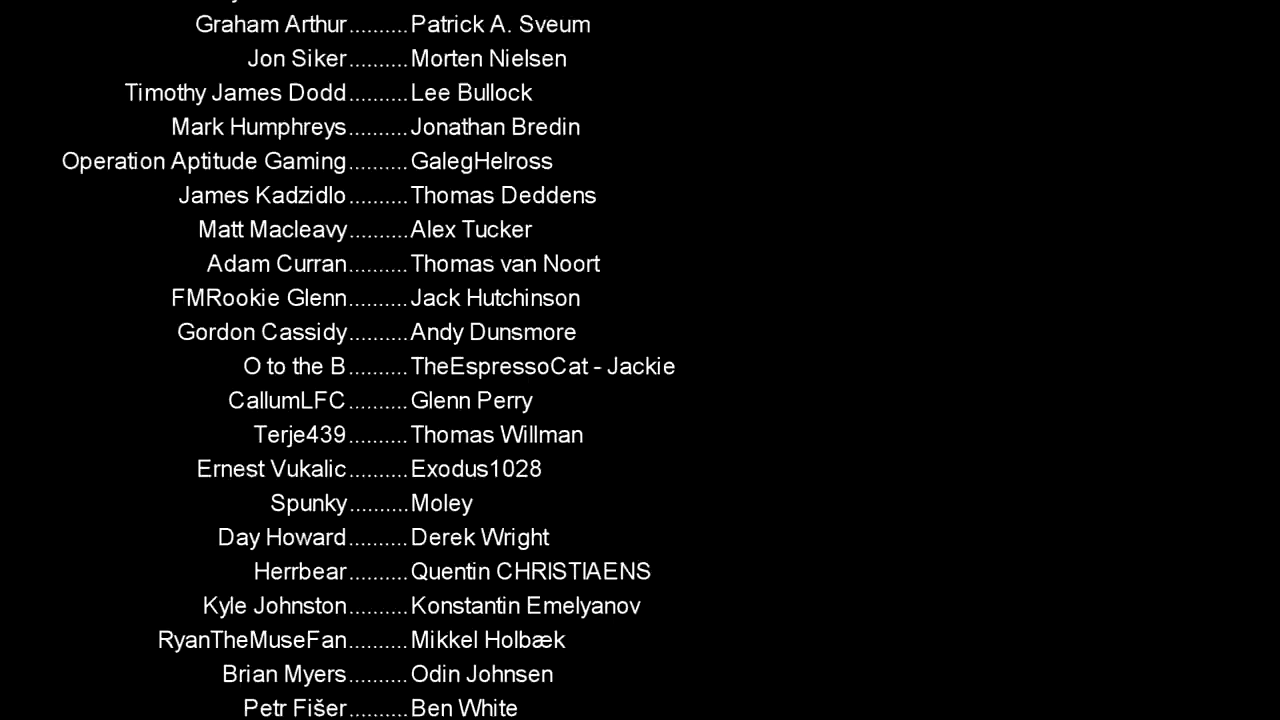 Graham Arthur..........Patrick A. Sveum
Jon Siker..........Morten Nielsen
Timothy James Dodd..........Lee Bullock
Mark Humphreys..........Jonathan Bredin
Operation Aptitude Gaming..........GalegHelross
James Kadzidlo..........Thomas Deddens
Matt Macleavy..........Alex Tucker
Adam Curran..........Thomas van Noort
FMRookie Glenn..........Jack Hutchinson
Gordon Cassidy..........Andy Dunsmore
O to the B..........TheEspressoCat - Jackie
CallumLFC..........Glenn Perry
Terje439..........Thomas Willman
Ernest Vukalic..........Exodus1028
Spunky..........Moley
Day Howard..........Derek Wright
Herrbear..........Quentin CHRISTIAENS
Kyle Johnston..........Konstantin Emelyanov
RyanTheMuseFan..........Mikkel Holbæk
Brian Myers..........Odin Johnsen
Petr Fišer..........Ben White